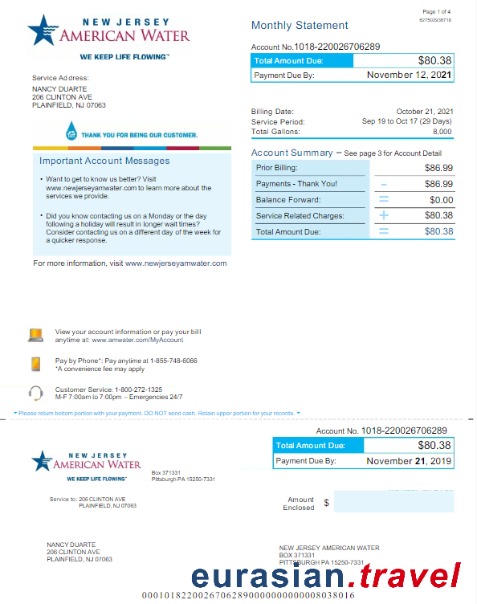 Page 1 of 4
NEW JERSEY
AMERICAN WATER
WE KEEP LIFE FLOWING™
Monthly Statement
Account No.1018-220026706289
Total Amount Due: $80.38
Payment Due By: November 12, 2021
Service Address:
NANCY DUARTE
206 CLINTON AVE
PLAINFIELD, NJ 07063
Billing Date: October 21, 2021
Service Period: Sep 19 to Oct 17 (29 Days)
Total Gallons: 8,000
THANK YOU FOR BEING OUR CUSTOMER.
Important Account Messages
• Want to get to know us better? Visit
www.newjerseyamwater.com to learn more about the
services we provide.
• Did you know contacting us on a Monday or the day
following a holiday will result in longer wait times?
Consider contacting us on a different day of the week for
a quicker response.
For more information, visit www.newjerseyamwater.com
Account Summary – See page 3 for Account Detail
Prior Billing: $86.99
Payments - Thank You! – $86.99
Balance Forward: = $0.00
Service Related Charges: + $80.38
Total Amount Due: = $80.38
View your account information or pay your bill
anytime at: www.amwater.com/MyAccount
Pay by Phone*: Pay anytime at 1-855-748-6066
*A convenience fee may apply
Customer Service: 1-800-272-1325
M-F 7:00am to 7:00pm – Emergencies 24/7
Please return bottom portion with your payment. DO NOT send cash. Retain upper portion for your records.
Account No. 1018-220026706289
Total Amount Due: $80.38
Payment Due By: November 21, 2019
NEW JERSEY
AMERICAN WATER
WE KEEP LIFE FLOWING™
Box 371331
Pittsburgh PA 15250-7331
Service to: 206 CLINTON AVE
PLAINFIELD, NJ 07063
Amount
Enclosed $
NANCY DUARTE
206 CLINTON AVE
PLAINFIELD, NJ 07063
NEW JERSEY AMERICAN WATER
BOX 371331
PITTSBURGH PA 15250-7331
eurasian.travel